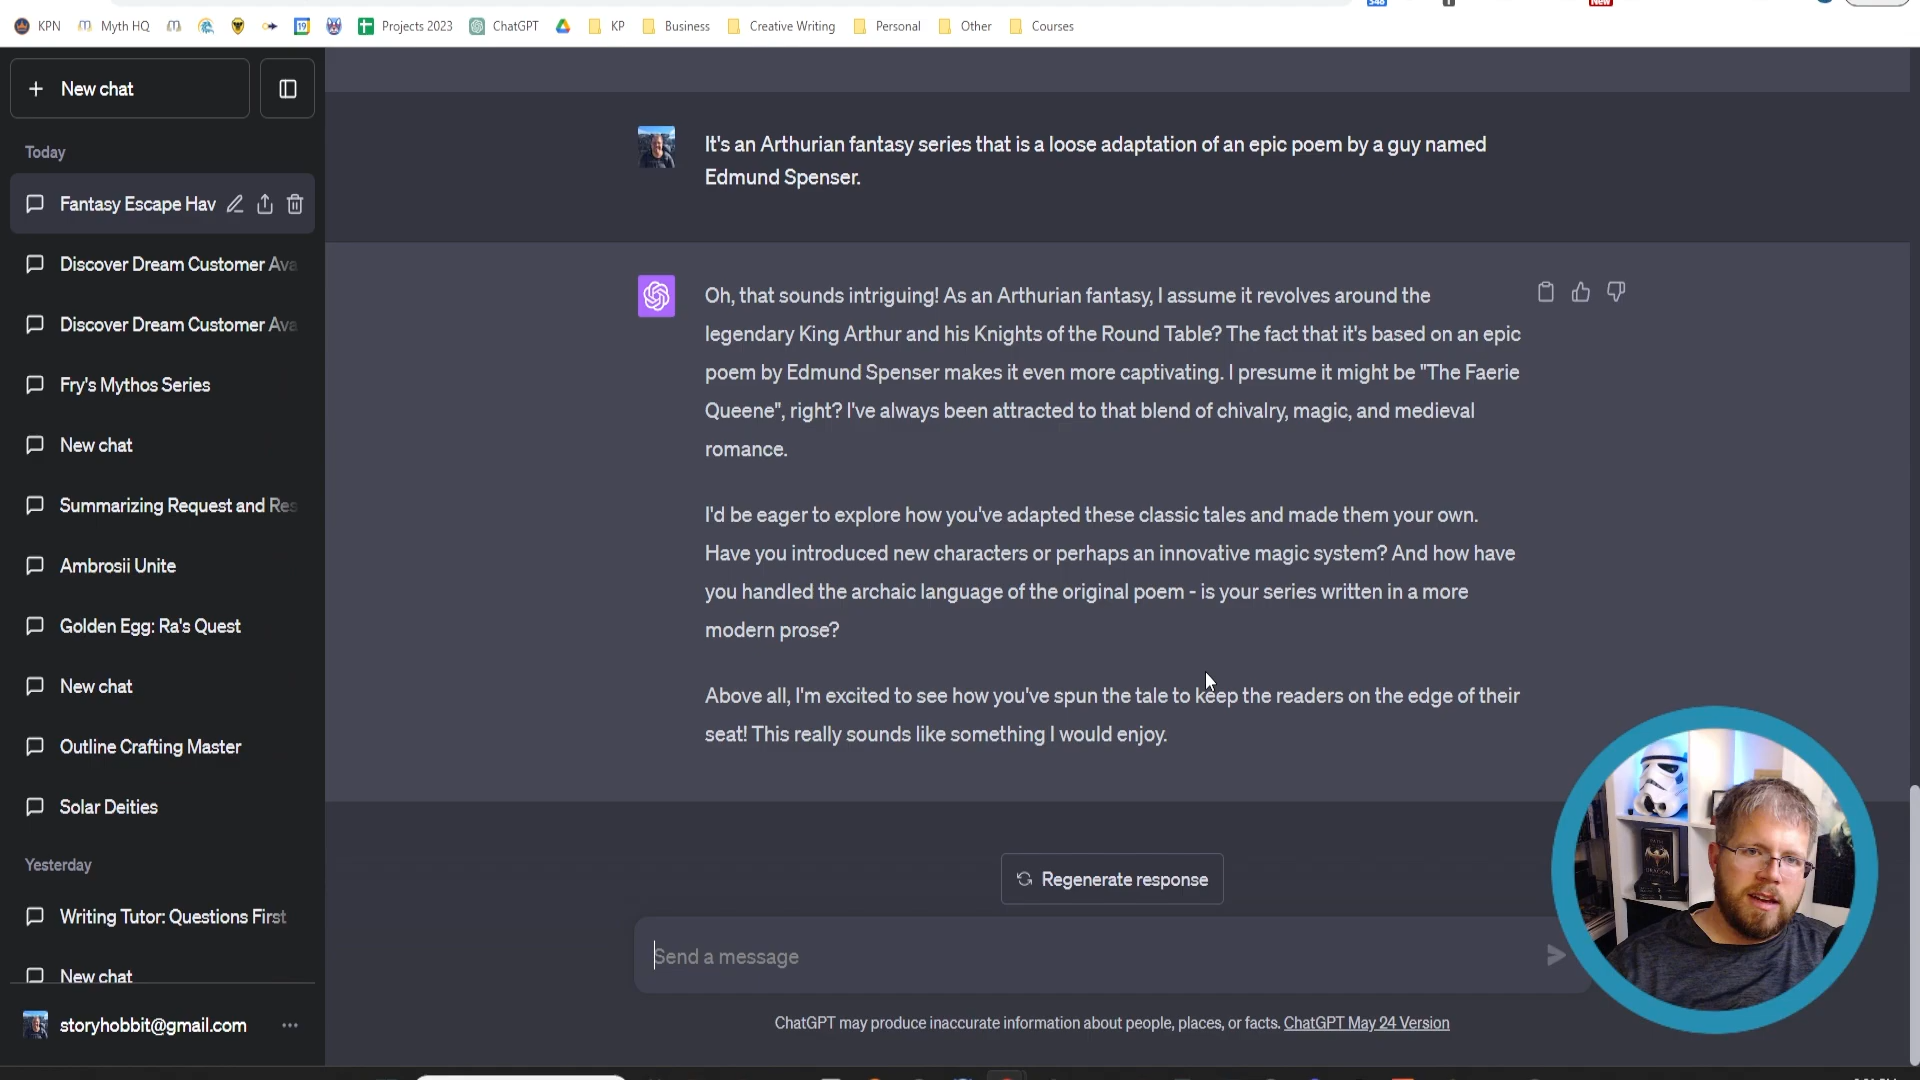 KPN
Myth HQ
19
Projects 2023
ChatGPT
KP
Business
Creative Writing
Personal
Other
Courses
New chat
Today
Fantasy Escape Hav
Discover Dream Customer Ava
Discover Dream Customer Ava
Fry's Mythos Series
New chat
Summarizing Request and Res
Ambrosii Unite
Golden Egg: Ra's Quest
New chat
Outline Crafting Master
Solar Deities
Yesterday
Writing Tutor: Questions First
New chat
storyhobbit@gmail.com
It's an Arthurian fantasy series that is a loose adaptation of an epic poem by a guy named
Edmund Spenser.
Oh, that sounds intriguing! As an Arthurian fantasy, I assume it revolves around the
legendary King Arthur and his Knights of the Round Table? The fact that it's based on an epic
poem by Edmund Spenser makes it even more captivating. I presume it might be "The Faerie
Queene", right? I've always been attracted to that blend of chivalry, magic, and medieval
romance.
I'd be eager to explore how you've adapted these classic tales and made them your own.
Have you introduced new characters or perhaps an innovative magic system? And how have
you handled the archaic language of the original poem - is your series written in a more
modern prose?
Above all, I'm excited to see how you've spun the tale to keep the readers on the edge of their
seat! This really sounds like something I would enjoy.
Regenerate response
Send a message
ChatGPT may produce inaccurate information about people, places, or facts. ChatGPT May 24 Version